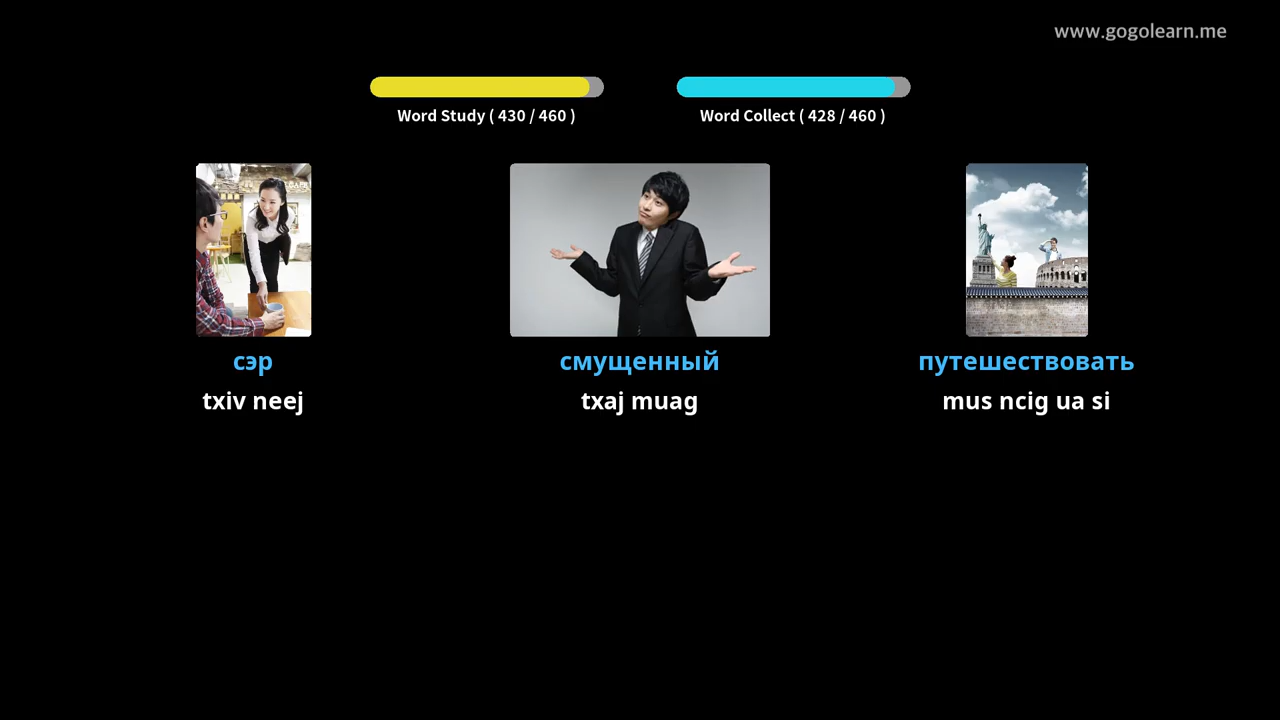 www.gogolearn.me
Word Study ( 430 / 460 )
Word Collect ( 428 / 460 )
сэр
txiv neej
смущенный
txaj muag
путешествовать
mus ncig ua si